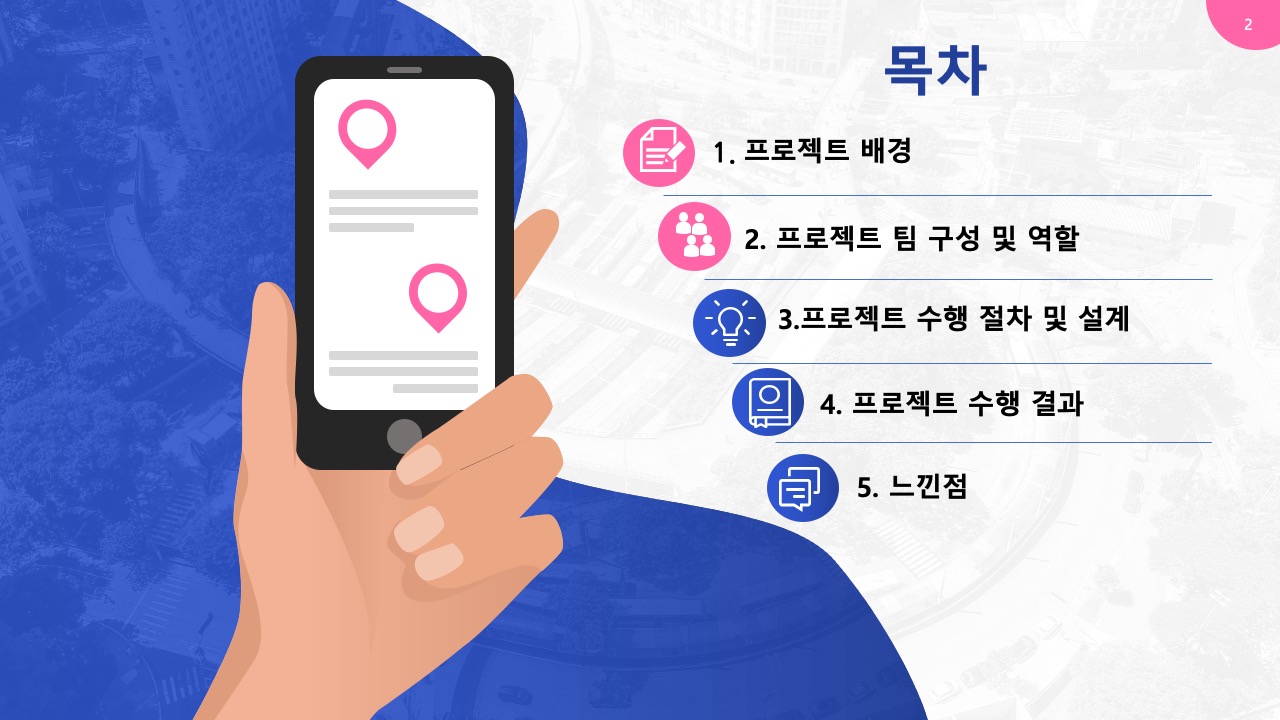 2
목차
1. 프로젝트 배경
2. 프로젝트 팀 구성 및 역할
3.프로젝트 수행 절차 및 설계
4. 프로젝트 수행 결과
5. 느낀점